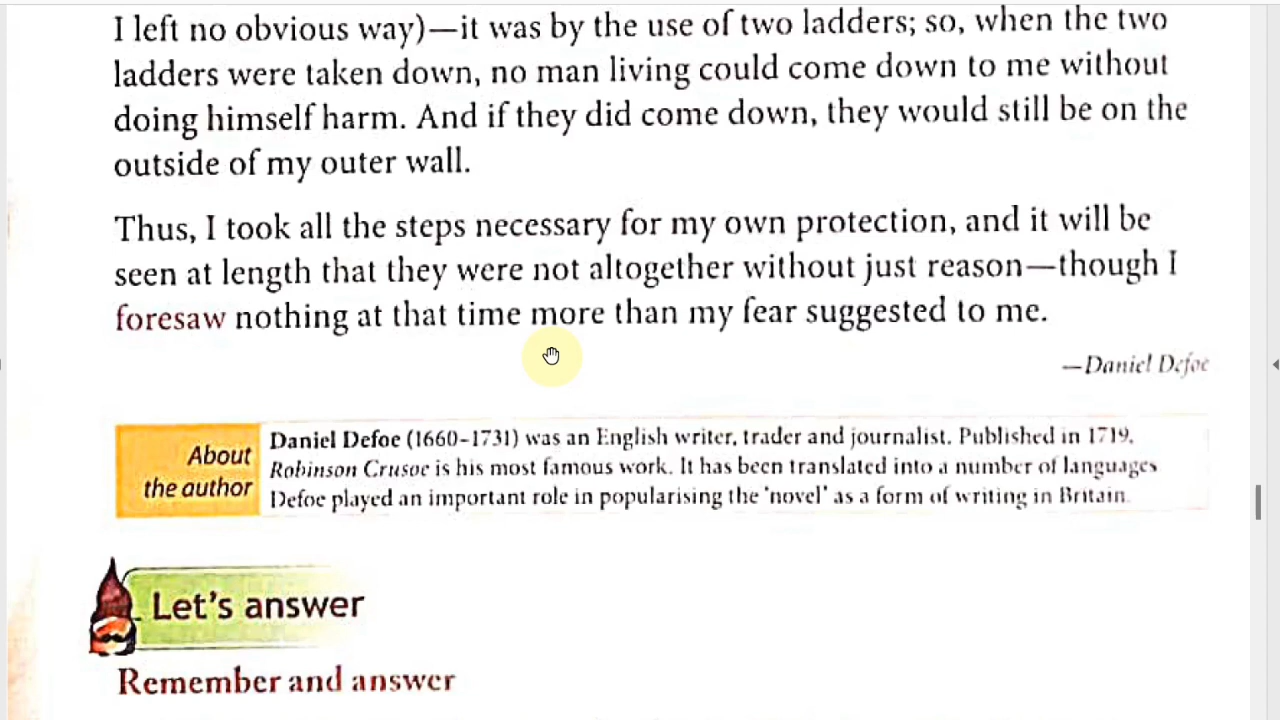 I left no obvious way)—it was by the use of two ladders; so, when the two
ladders were taken down, no man living could come down to me without
doing himself harm. And if they did come down, they would still be on the
outside of my outer wall.
Thus, I took all the steps necessary for my own protection, and it will be
seen at length that they were not altogether without just reason—though I
foresaw nothing at that time more than my fear suggested to me.
—Daniel Defoe
About
the author
Daniel Defoe (1660–1731) was an English writer, trader and journalist. Published in 1719,
Robinson Crusoe is his most famous work. It has been translated into a number of languages
Defoe played an important role in popularising the 'novel' as a form of writing in Britain.
Let's answer
Remember and answer